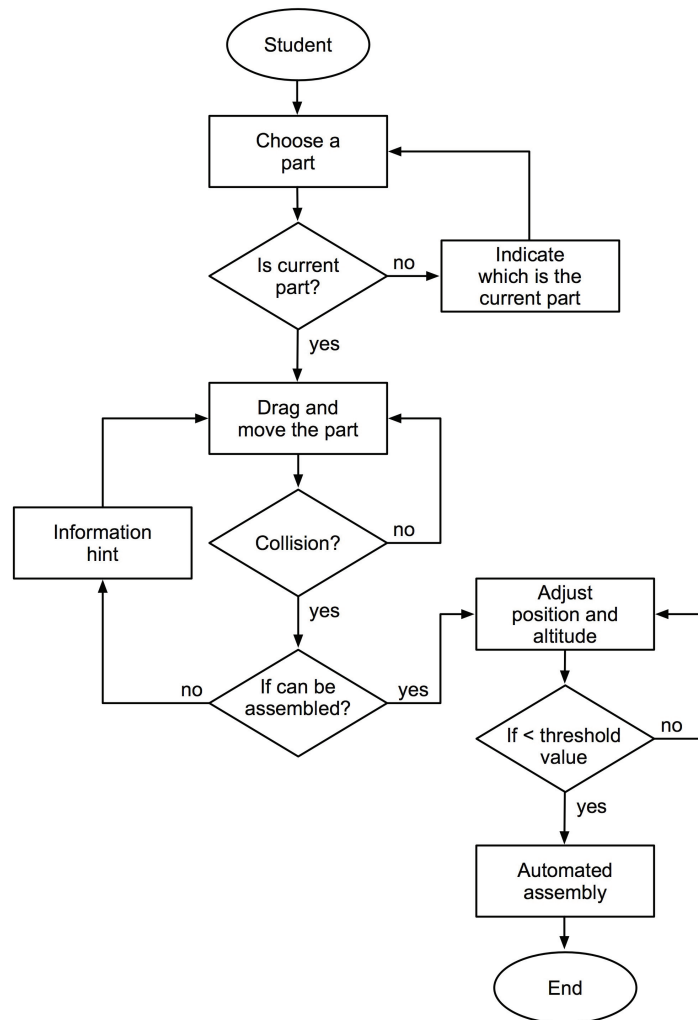 Student
Choose a
part
Is current
part?
no
Indicate
which is the
current part
yes
Drag and
move the part
Information
hint
Collision?
no
yes
Adjust
position and
altitude
no
If can be
assembled?
yes
If < threshold
value
no
yes
Automated
assembly
End